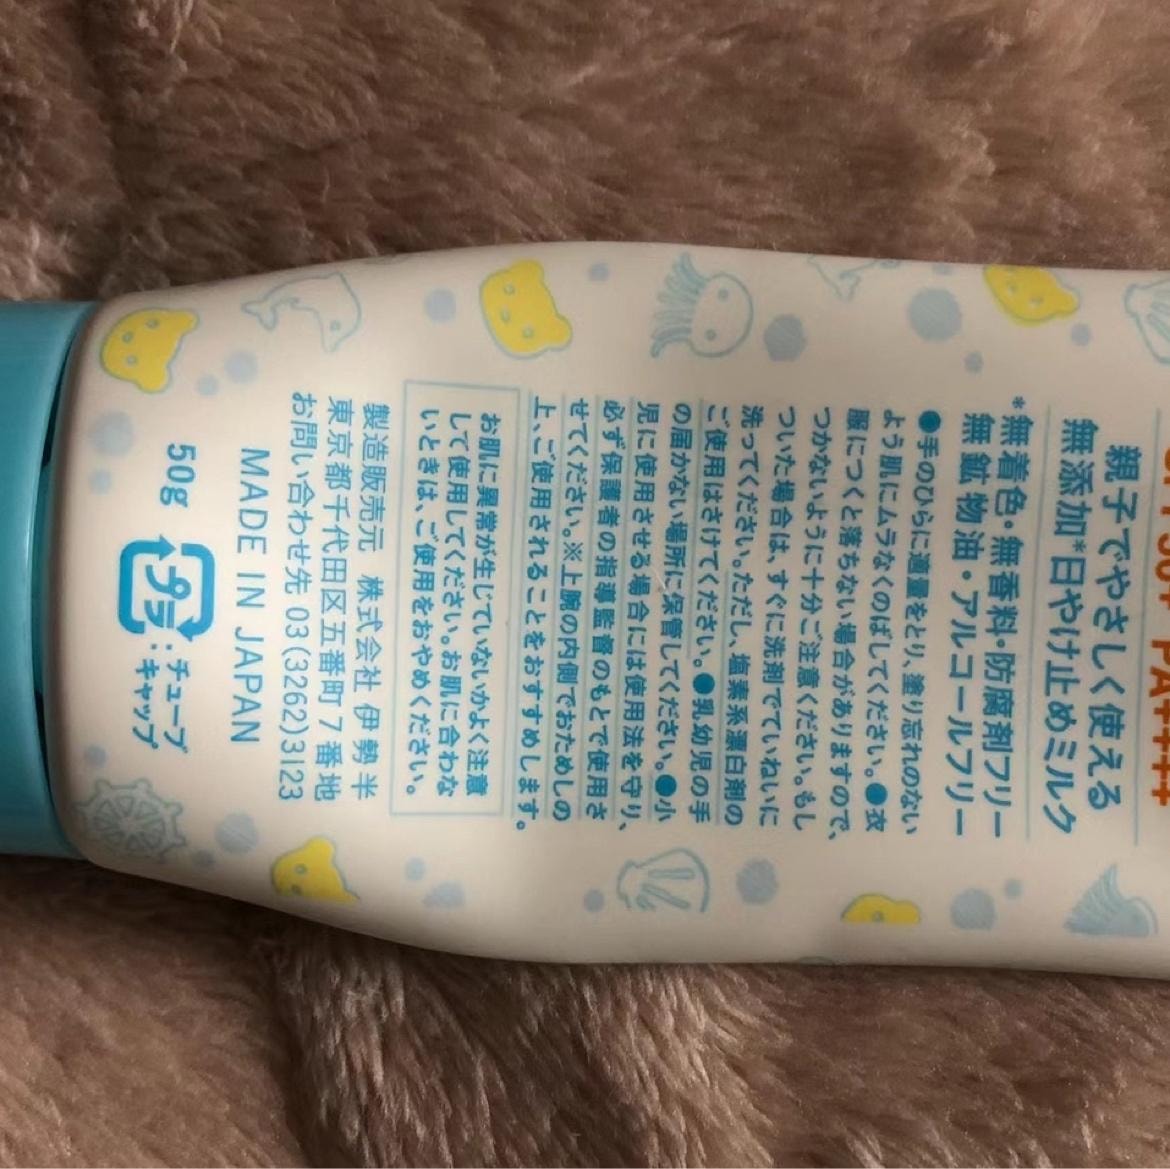 PA++++
親子でやさしく使える
無添加*日やけ止めミルク
*無着色・無香料・防腐剤フリー
無鉱物油・アルコールフリー
●手のひらに適量をとり、塗り忘れのない
よう肌にムラなくのばしてください。●衣
服につくと落ちない場合がありますので、
つかないように十分ご注意ください。もし
ついた場合は、すぐに洗剤でていねいに
洗ってください。ただし、塩素系漂白剤の
ご使用はさけてください。●乳幼児の手
の届かない場所に保管してください。●小
児に使用させる場合には使用法を守り、
必ず保護者の指導監督のもとで使用さ
せてください。※上腕の内側でおためしの
上、ご使用されることをおすすめします。
お肌に異常が生じていないかよく注意
して使用してください。お肌に合わな
いときは、ご使用をおやめください。
製造販売元 株式会社 伊勢半
東京都千代田区五番町7番地
お問い合わせ先 03(3262)3123
MADE IN JAPAN
50g プラ :チューブ
:キャップ